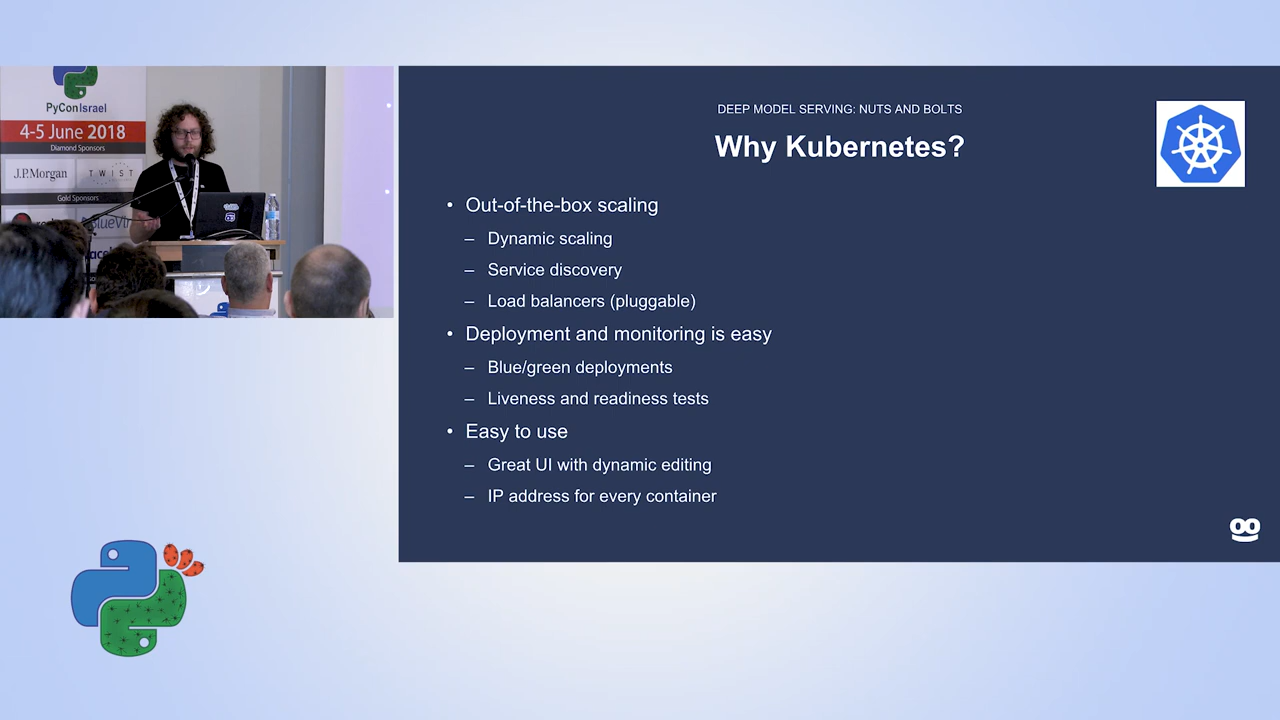 PyConIsrael
4-5 June 2018
Diamond Sponsors
J.P.Morgan
TWIST
Gold Sponsors
DEEP MODEL SERVING: NUTS AND BOLTS
Why Kubernetes?
• Out-of-the-box scaling
– Dynamic scaling
– Service discovery
– Load balancers (pluggable)
• Deployment and monitoring is easy
– Blue/green deployments
– Liveness and readiness tests
• Easy to use
– Great UI with dynamic editing
– IP address for every container